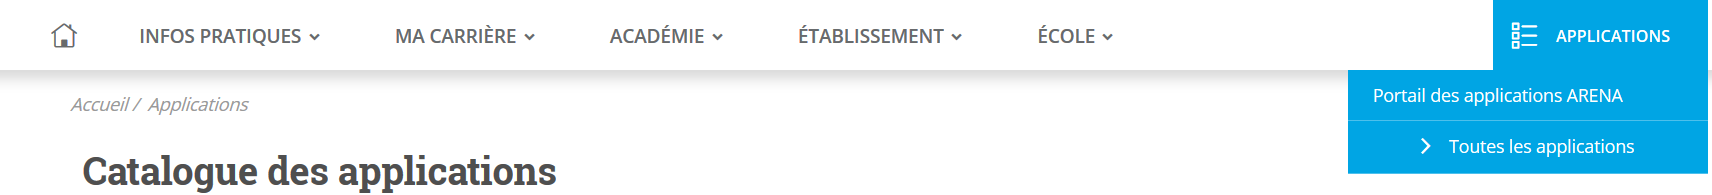 INFOS PRATIQUES MA CARRIÈRE ACADÉMIE ÉTABLISSEMENT ÉCOLE APPLICATIONS
Portail des applications ARENA
Accueil / Applications
Toutes les applications
Catalogue des applications